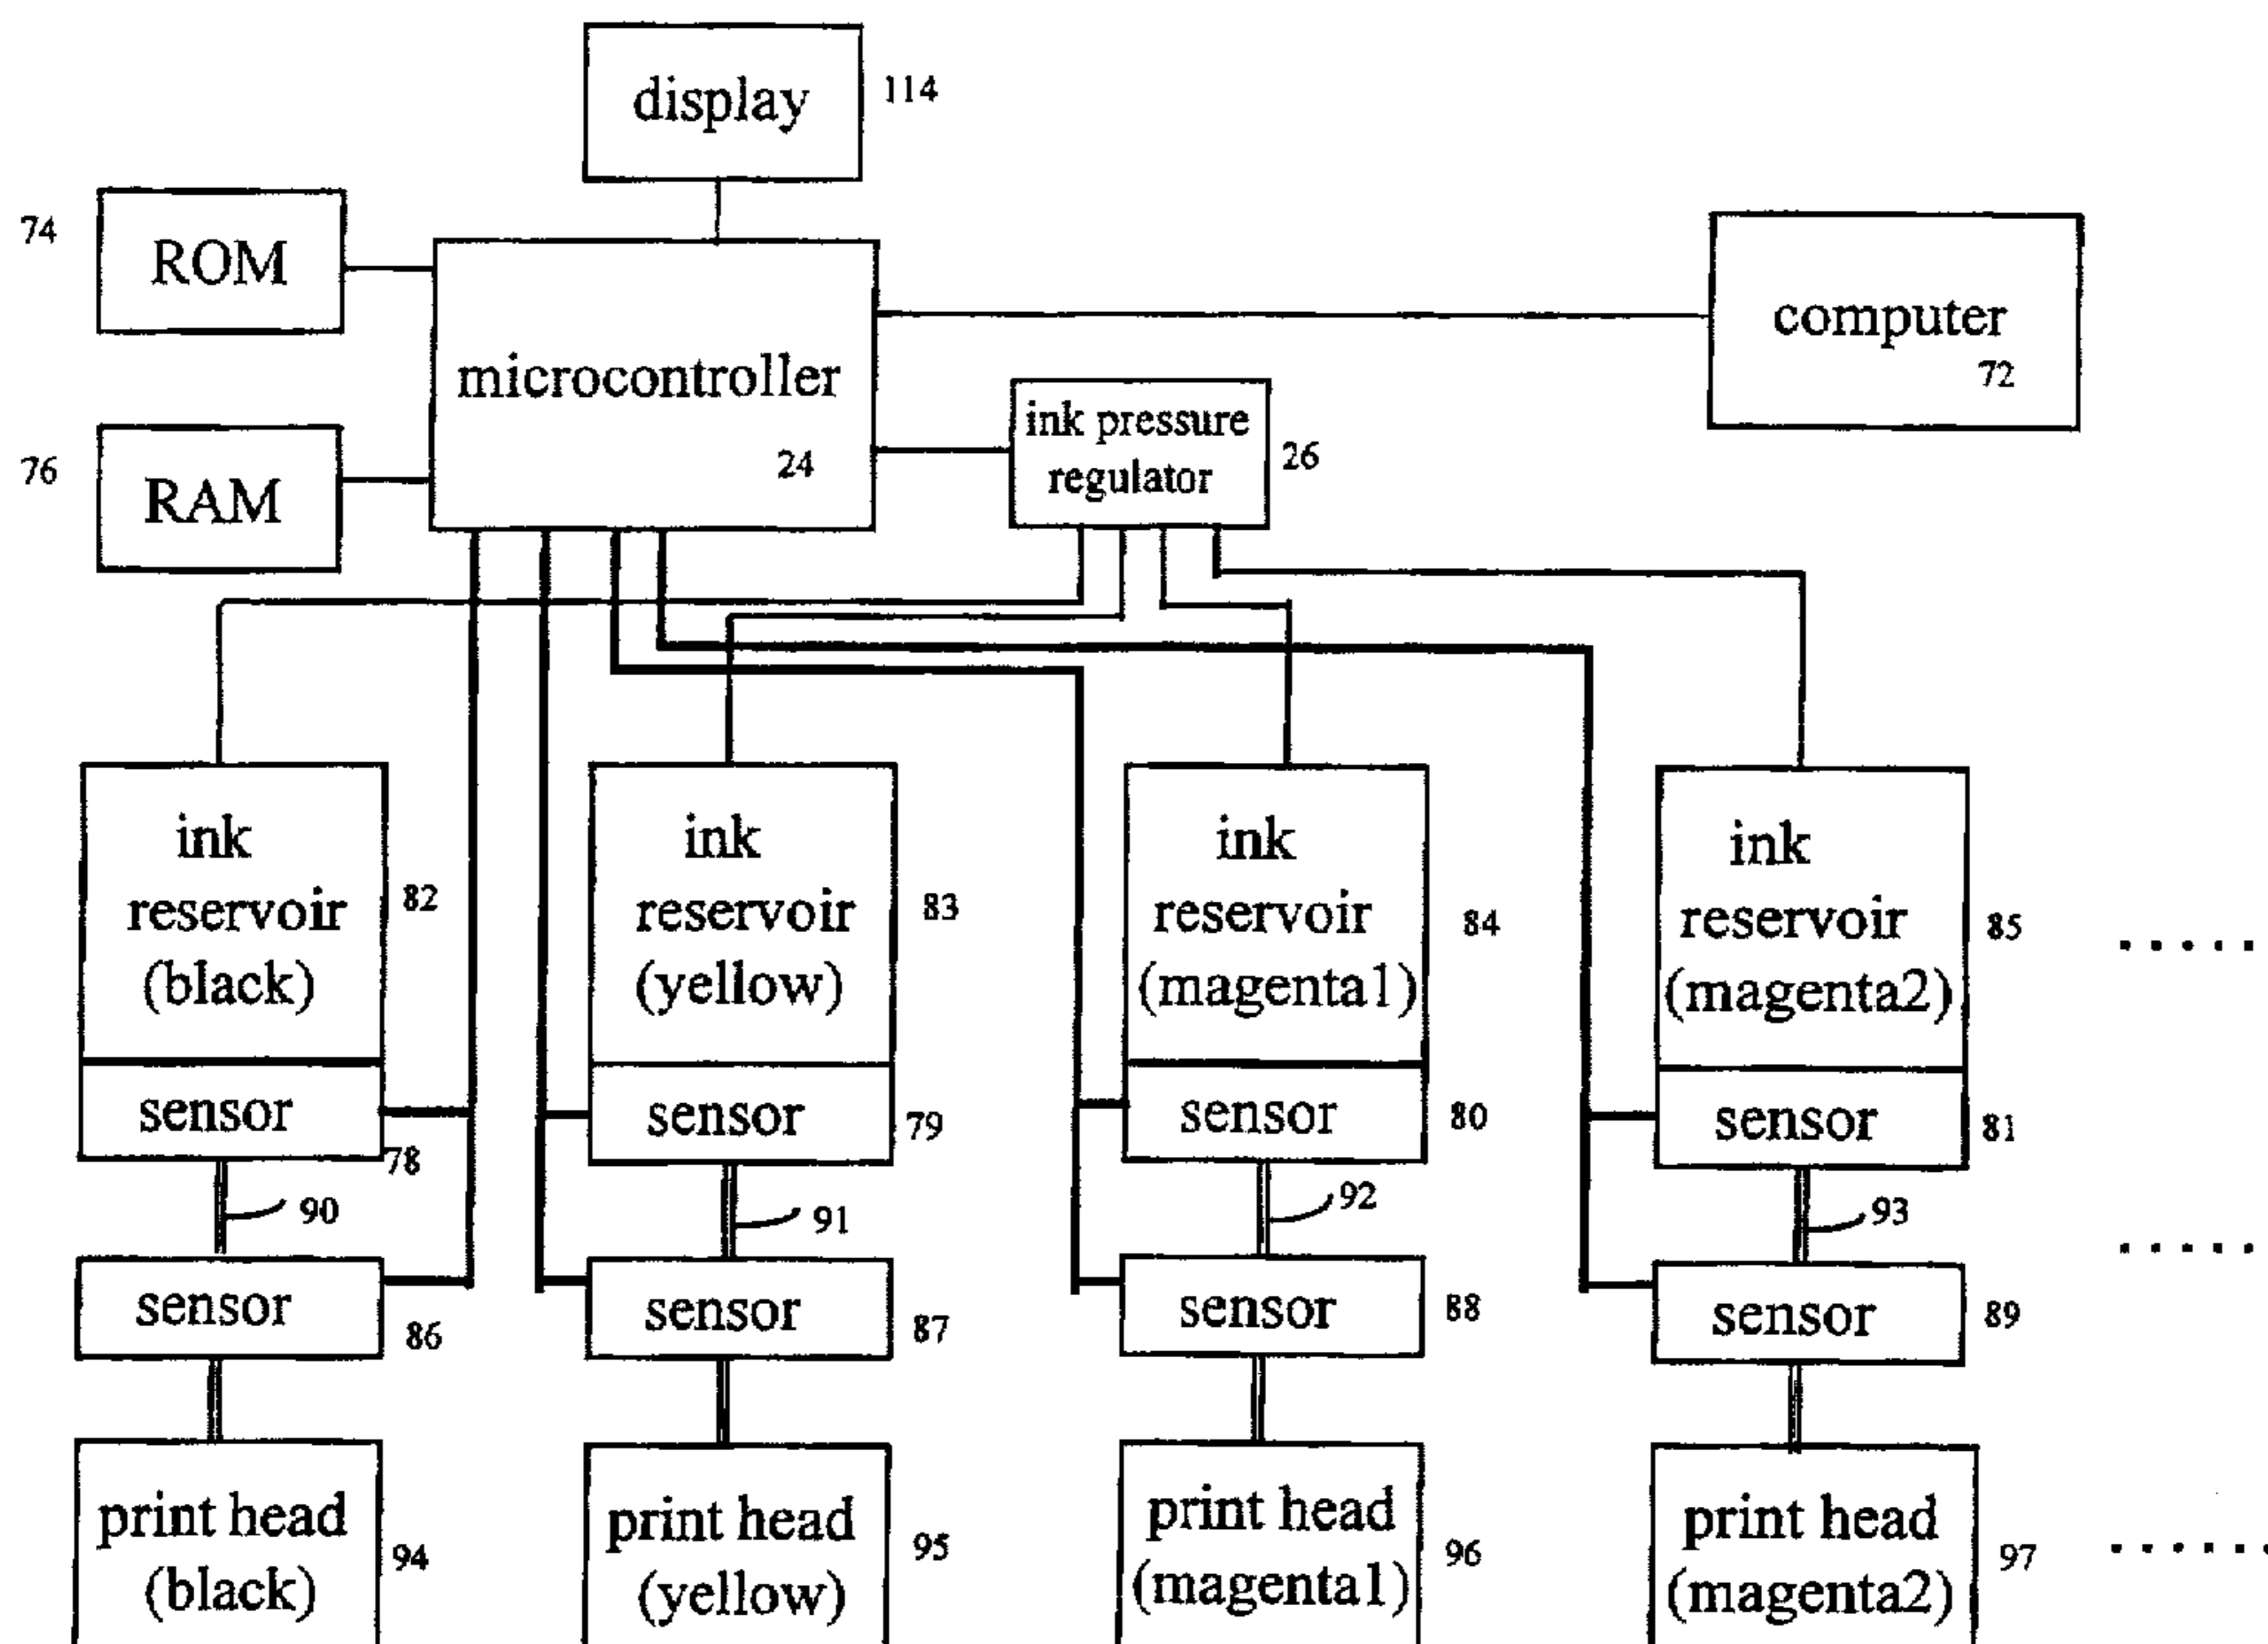 display
114
74
ROM
computer
72
microcontroller
24
ink pressure
regulator
26
76
RAM
ink
reservoir
(black)
82
ink
reservoir
(yellow)
83
ink
reservoir
(magenta1)
84
ink
reservoir
(magenta2)
85
.....
sensor
78
sensor
79
sensor
80
sensor
81
90
91
92
93
.....
sensor
86
sensor
87
sensor
88
sensor
89
print head
(black)
94
print head
(yellow)
95
print head
(magenta1)
96
print head
(magenta2)
97
......